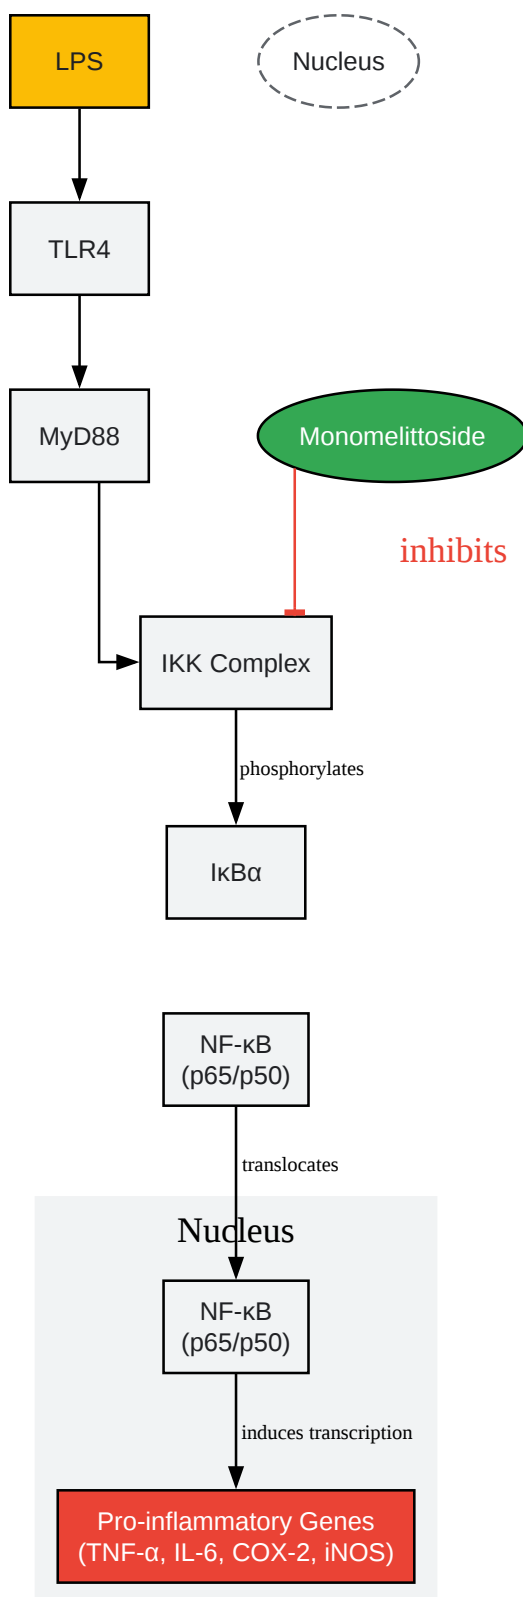 LPS
Nucleus
TLR4
MyD88
Monomelittoside
inhibits
IKK Complex
phosphorylates
IκBα
NF-κB
(p65/p50)
translocates
Nucleus
NF-κB
(p65/p50)
induces transcription
Pro-inflammatory Genes
(TNF-α, IL-6, COX-2, iNOS)